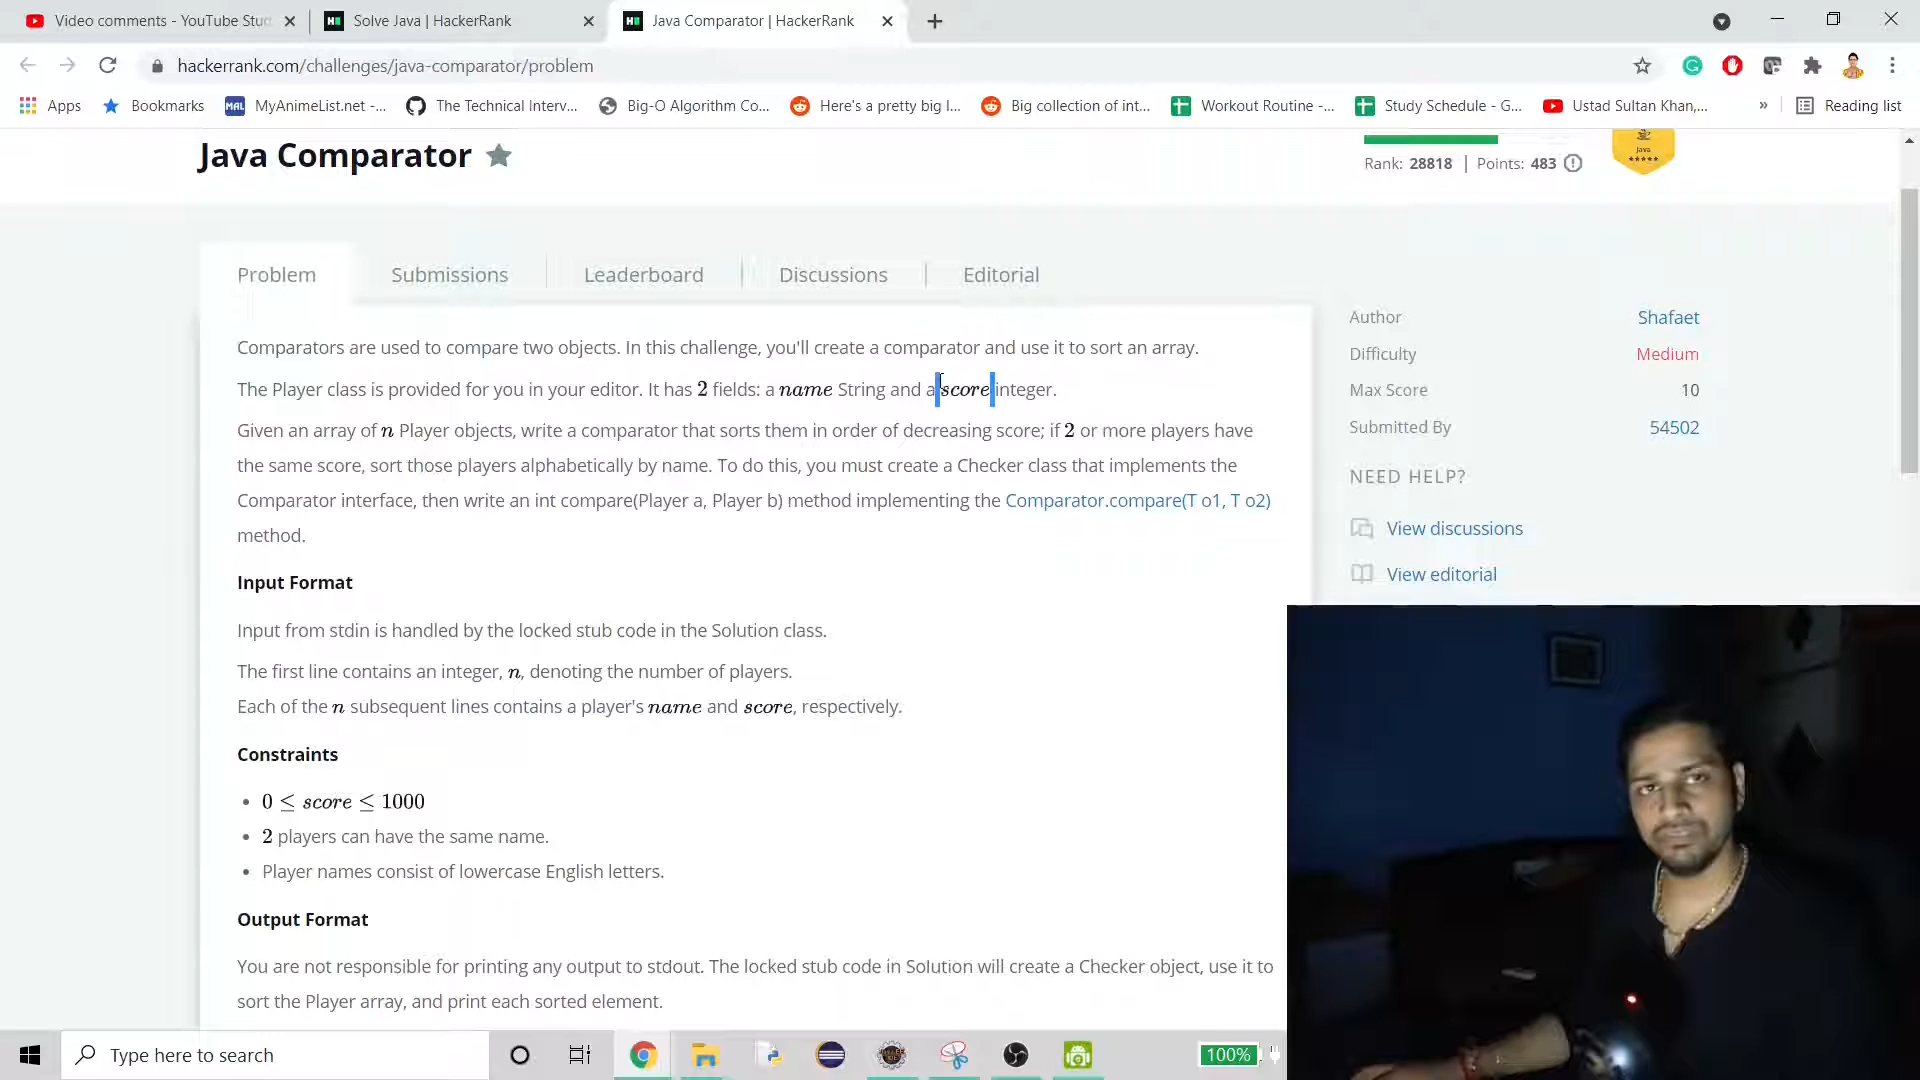 Video comments - YouTube Stu
Solve Java | HackerRank
Java Comparator | HackerRank
hackerrank.com/challenges/java-comparator/problem
Apps
Bookmarks
MAL MyAnimeList.net -...
The Technical Interv...
Big-O Algorithm Co...
Here's a pretty big l...
Big collection of int...
Workout Routine -...
Study Schedule - G...
Ustad Sultan Khan,...
»
Reading list
Java Comparator
Rank: 28818 | Points: 483
Java
Problem
Submissions
Leaderboard
Discussions
Editorial
Comparators are used to compare two objects. In this challenge, you'll create a comparator and use it to sort an array.
The Player class is provided for you in your editor. It has 2 fields: a name String and a score integer.
Given an array of n Player objects, write a comparator that sorts them in order of decreasing score; if 2 or more players have
the same score, sort those players alphabetically by name. To do this, you must create a Checker class that implements the
Comparator interface, then write an int compare(Player a, Player b) method implementing the Comparator.compare(T o1, T o2)
method.
Input Format
Input from stdin is handled by the locked stub code in the Solution class.
The first line contains an integer, n, denoting the number of players.
Each of the n subsequent lines contains a player's name and score, respectively.
Constraints
• 0 ≤ score ≤ 1000
• 2 players can have the same name.
• Player names consist of lowercase English letters.
Output Format
You are not responsible for printing any output to stdout. The locked stub code in Solution will create a Checker object, use it to
sort the Player array, and print each sorted element.
Author Shafaet
Difficulty Medium
Max Score 10
Submitted By 54502
NEED HELP?
View discussions
View editorial
Type here to search
100%